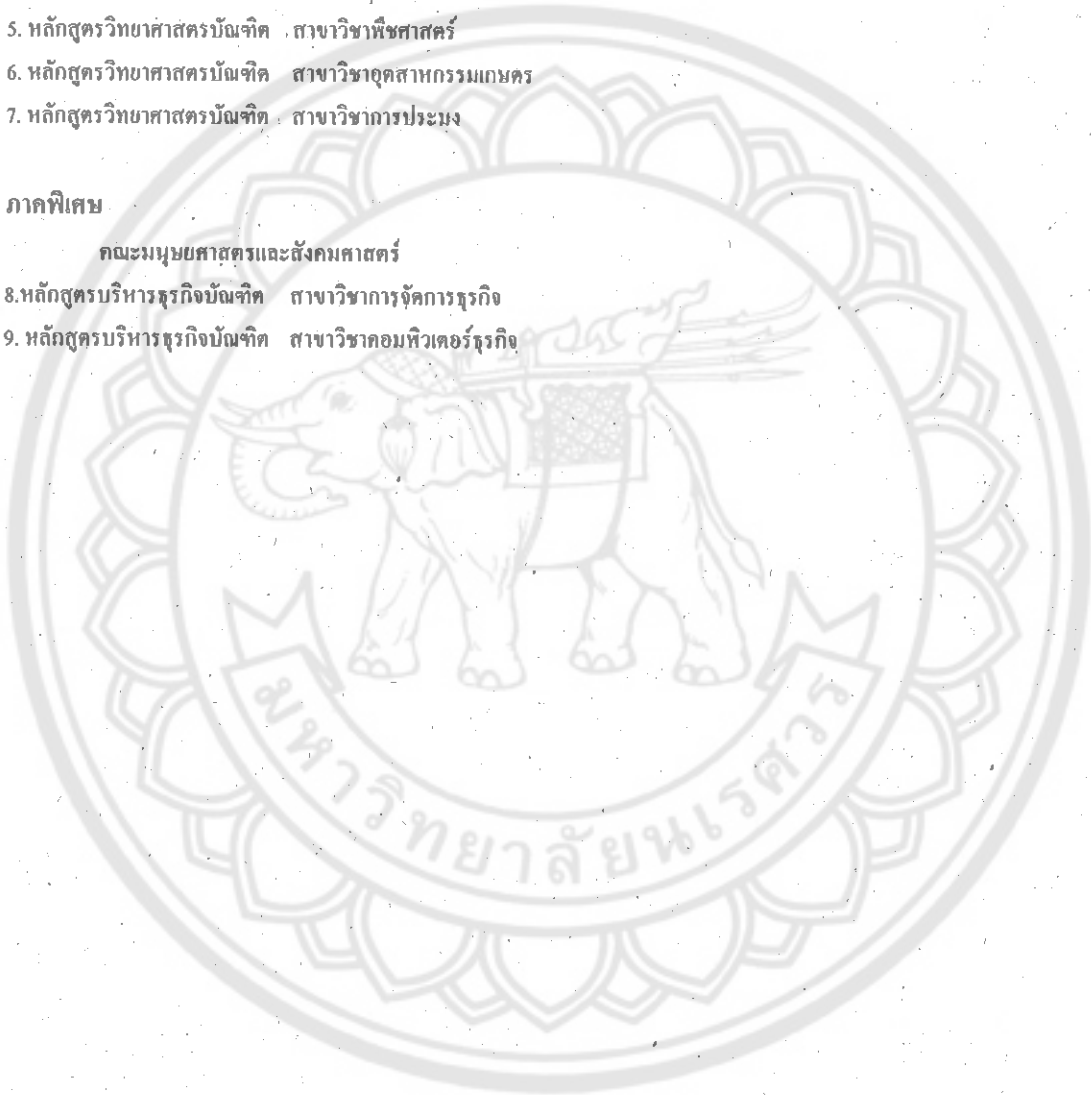 5. หลักสูตรวิทยาศาสตรบัณฑิต สาขาวิชาพืชศาสตร์
6. หลักสูตรวิทยาศาสตรบัณฑิต สาขาวิชาอุตสาหกรรมเกษตร
7. หลักสูตรวิทยาศาสตรบัณฑิต สาขาวิชาการประมง
ภาคพิเศษ
คณะมนุษยศาสตร์และสังคมศาสตร์
8.หลักสูตรบริหารธุรกิจบัณฑิต สาขาวิชาการจัดการธุรกิจ
9. หลักสูตรบริหารธุรกิจบัณฑิต สาขาวิชาคอมพิวเตอร์ธุรกิจ
มหาวิทยาลัยนเรศวร